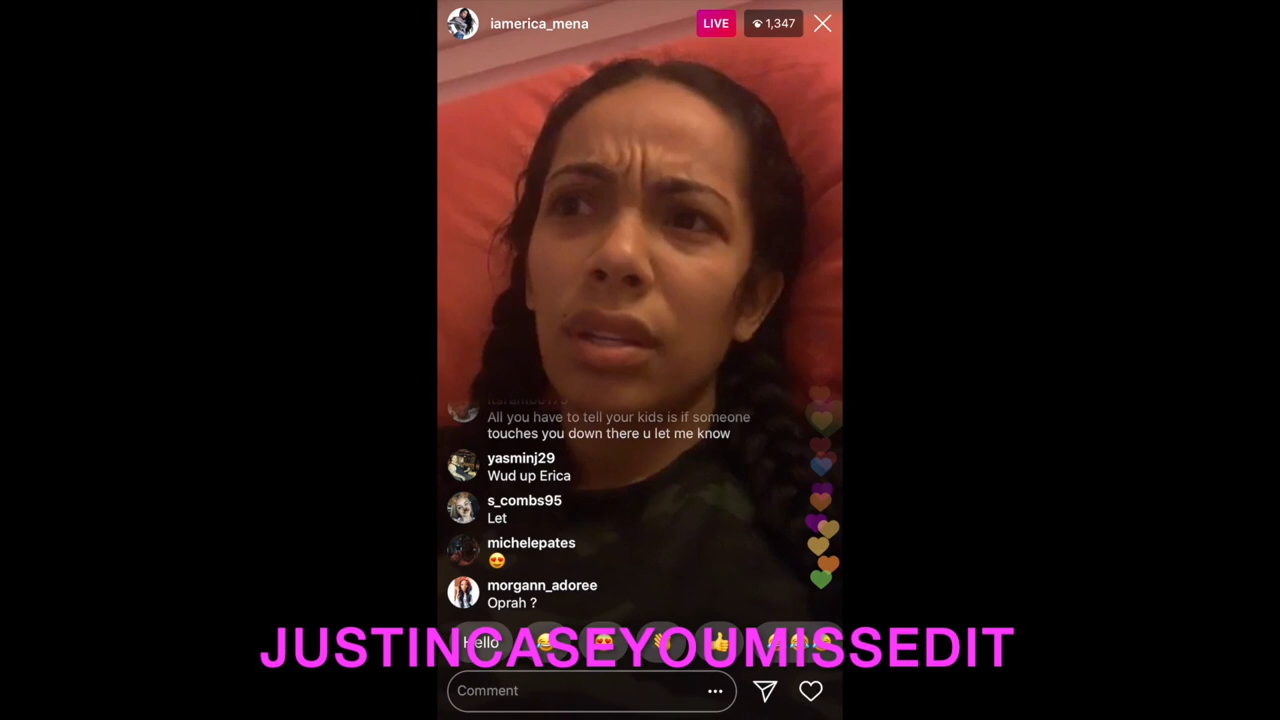 iamerica_mena
LIVE
1,347
All you have to tell your kids is if someone
touches you down there u let me know
yasminj29
Wud up Erica
s_combs95
Let
michelepates
😍
morgann_adoree
Oprah ?
Hello
JUSTINCASEYOUMISSEDIT
Comment